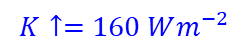 K ↑= 160 Wm⁻²